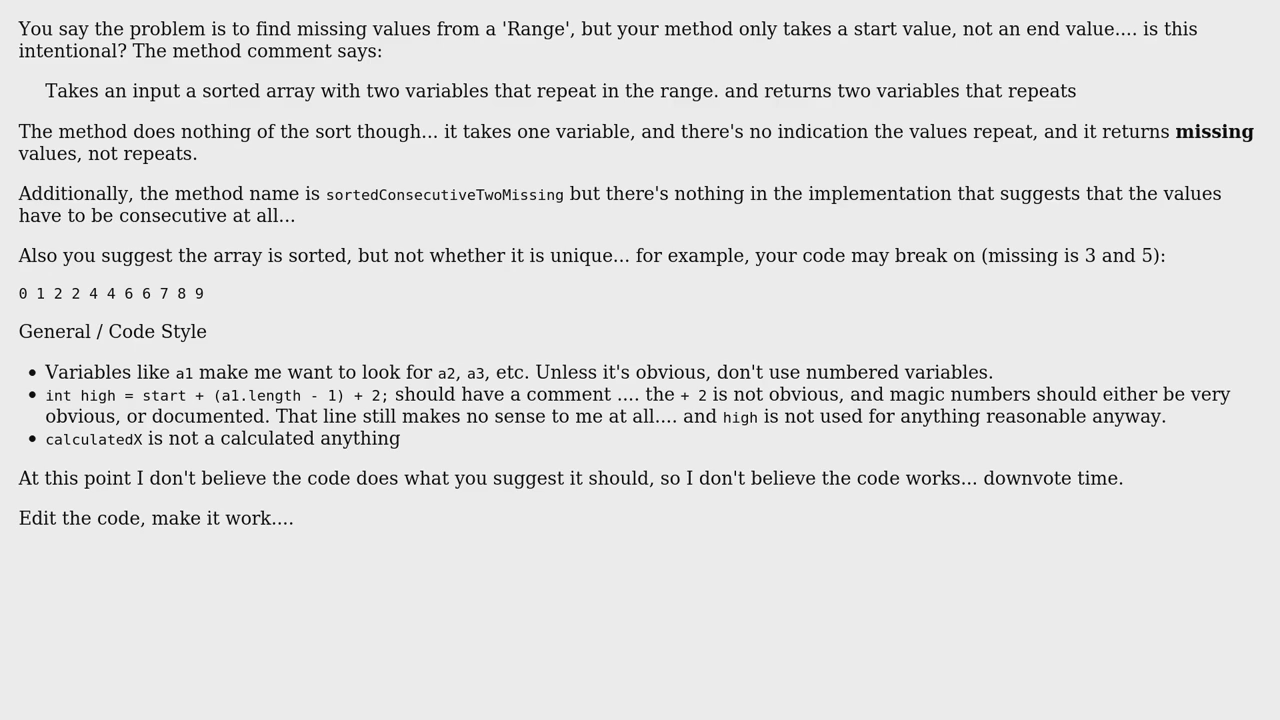 You say the problem is to find missing values from a 'Range', but your method only takes a start value, not an end value.... is this
intentional? The method comment says:
Takes an input a sorted array with two variables that repeat in the range. and returns two variables that repeats
The method does nothing of the sort though... it takes one variable, and there's no indication the values repeat, and it returns missing
values, not repeats.
Additionally, the method name is sortedConsecutiveTwoMissing but there's nothing in the implementation that suggests that the values
have to be consecutive at all...
Also you suggest the array is sorted, but not whether it is unique... for example, your code may break on (missing is 3 and 5):
0 1 2 2 4 4 6 6 7 8 9
General / Code Style
• Variables like a1 make me want to look for a2, a3, etc. Unless it's obvious, don't use numbered variables.
• int high = start + (a1.length - 1) + 2; should have a comment .... the + 2 is not obvious, and magic numbers should either be very
obvious, or documented. That line still makes no sense to me at all.... and high is not used for anything reasonable anyway.
• calculatedX is not a calculated anything
At this point I don't believe the code does what you suggest it should, so I don't believe the code works... downvote time.
Edit the code, make it work....